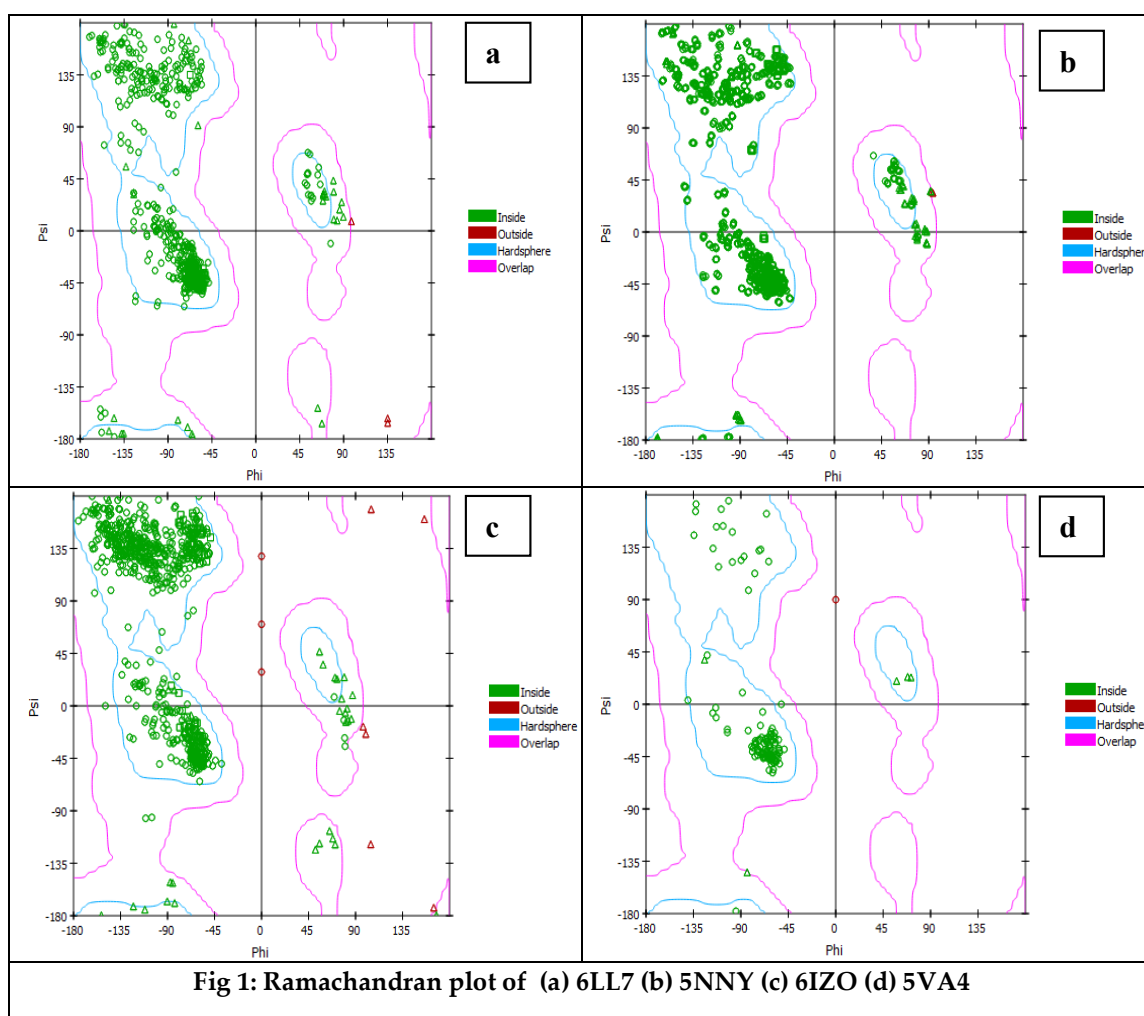 a
135
90
45
0
-45
-90
-135
-180
-180 -135 -90 -45 0 45 90 135
Psi
Phi
Inside
Outside
Hardsphere
Overlap
b
135
90
45
0
-45
-90
-135
-180
-180 -135 -90 -45 0 45 90 135
Psi
Phi
Inside
Outside
Hardsphere
Overlap
c
135
90
45
0
-45
-90
-135
-180
-180 -135 -90 -45 0 45 90 135
Psi
Phi
Inside
Outside
Hardsphere
Overlap
d
135
90
45
0
-45
-90
-135
-180
-180 -135 -90 -45 0 45 90 135
Psi
Phi
Inside
Outside
Hardsphere
Overlap
Fig 1: Ramachandran plot of (a) 6LL7 (b) 5NNY (c) 6IZO (d) 5VA4